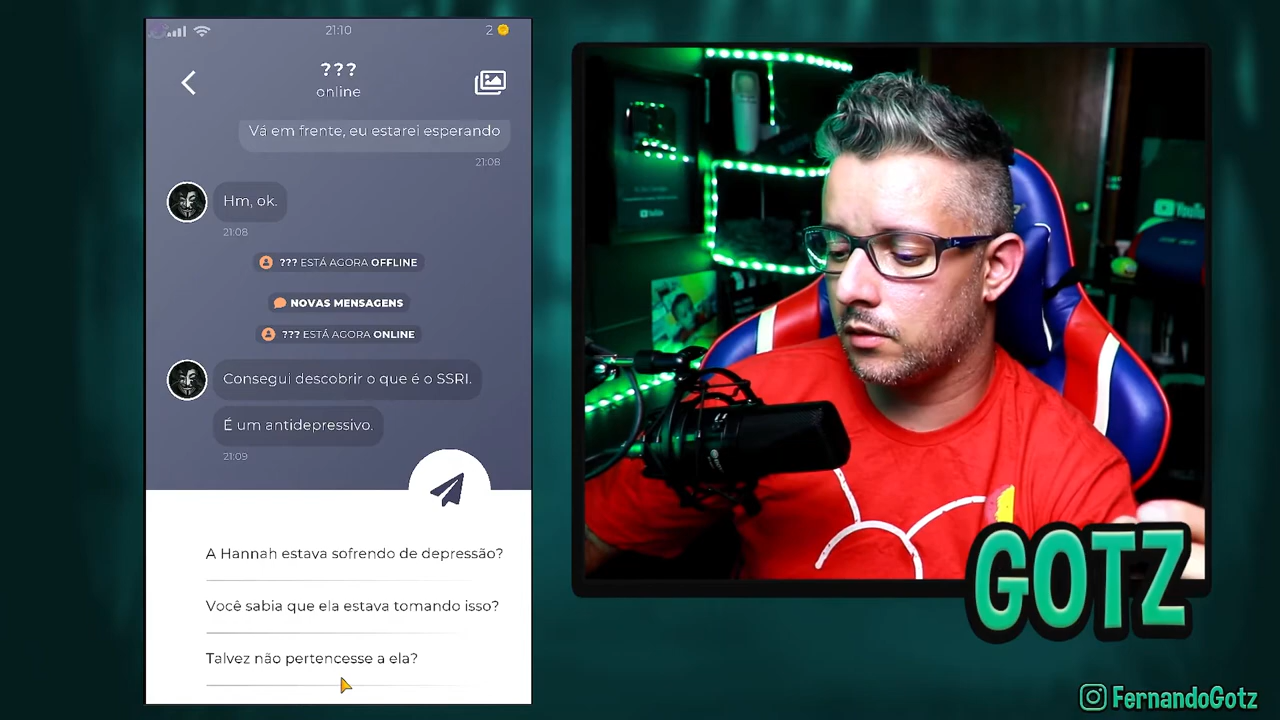 21:10
2
???
online
Vá em frente, eu estarei esperando
21:08
Hm, ok.
21:08
??? ESTÁ AGORA OFFLINE
NOVAS MENSAGENS
??? ESTÁ AGORA ONLINE
Consegui descobrir o que é o SSRI.
É um antidepressivo.
21:09
A Hannah estava sofrendo de depressão?
Você sabia que ela estava tomando isso?
Talvez não pertencesse a ela?
YouTube
GOTZ
FernandoGotz